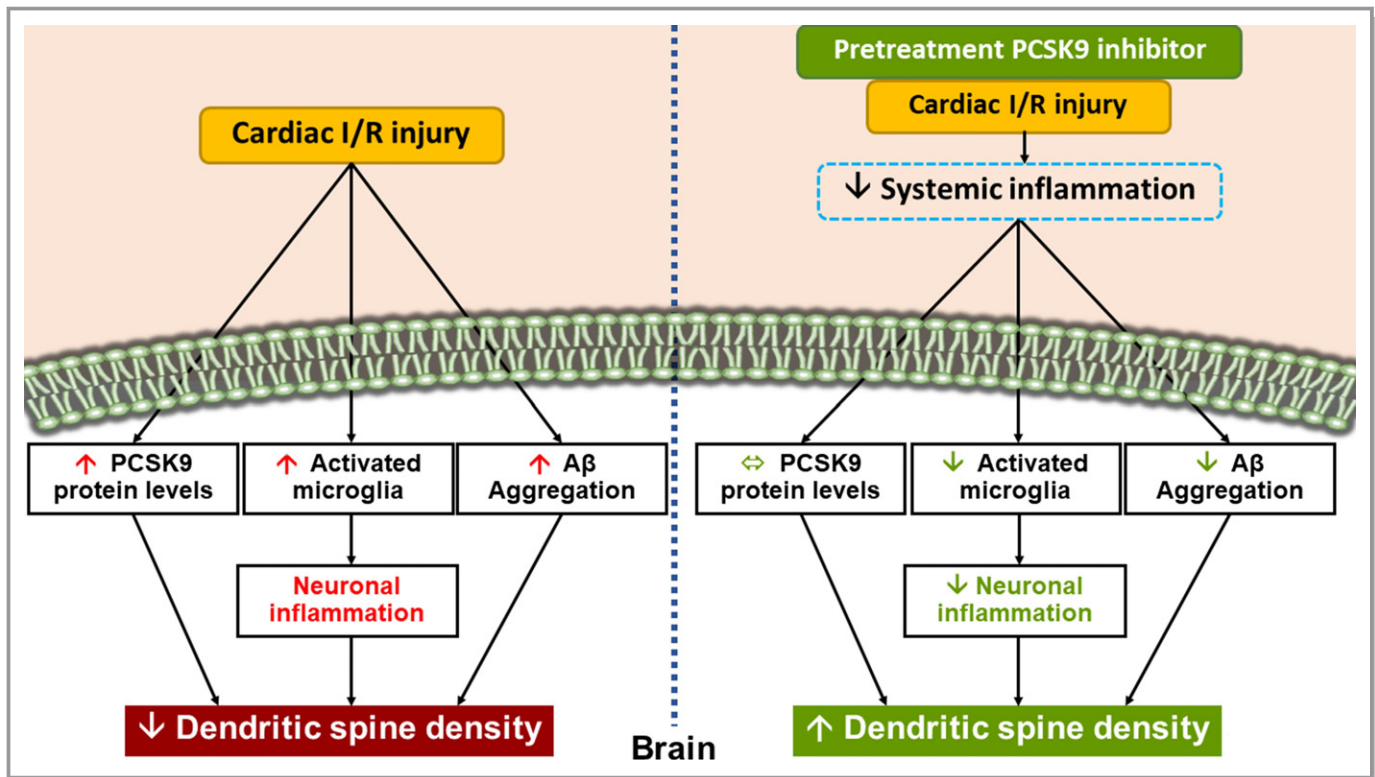 Cardiac I/R injury
↑ PCSK9
protein levels
↑ Activated
microglia
↑ Aβ
Aggregation
Neuronal
inflammation
↓ Dendritic spine density
Pretreatment PCSK9 inhibitor
Cardiac I/R injury
↓ Systemic inflammation
⇔ PCSK9
protein levels
↓ Activated
microglia
↓ Aβ
Aggregation
↓ Neuronal
inflammation
↑ Dendritic spine density
Brain